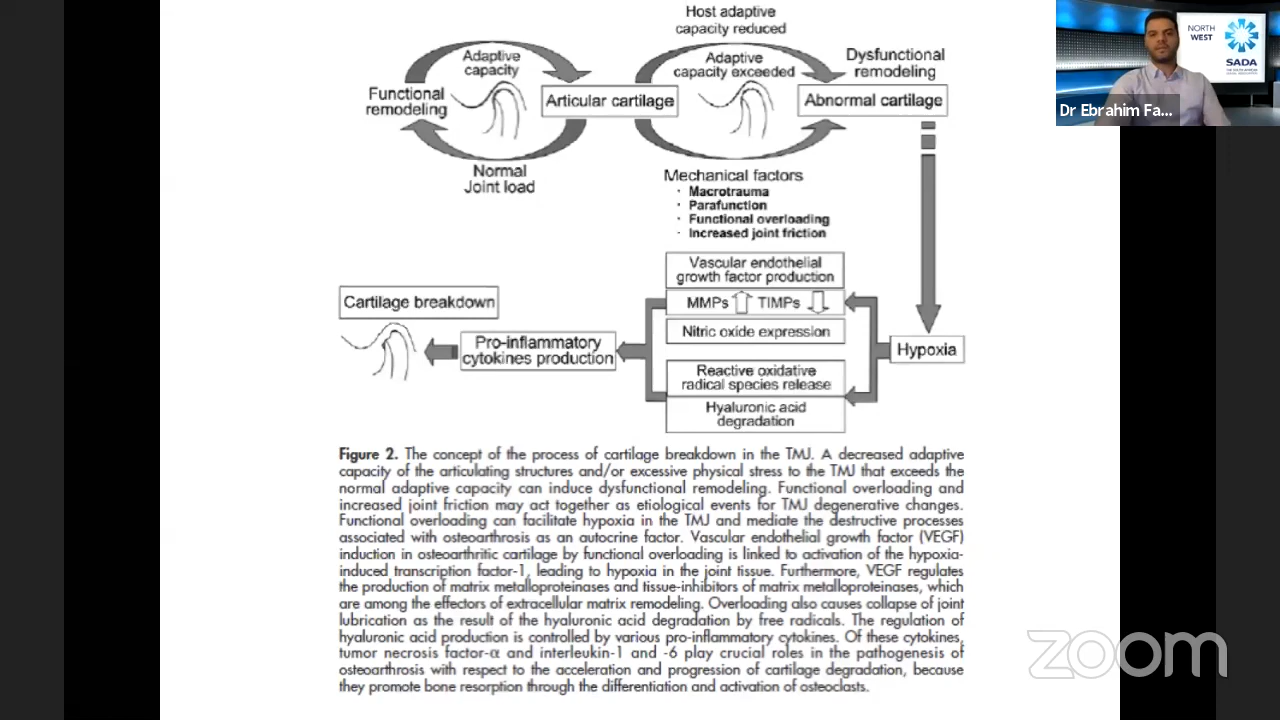 Host adaptive
capacity reduced
Adaptive
capacity
Adaptive
capacity exceeded
Dysfunctional
remodeling
Functional
remodeling
Articular cartilage
Abnormal cartilage
Normal
Joint load
Mechanical factors
· Macrotrauma
· Parafunction
· Functional overloading
· Increased joint friction
Vascular endothelial
growth factor production
MMPs TIMPs
Nitric oxide expression
Reactive oxidative
radical species release
Hyaluronic acid
degradation
Hypoxia
Pro-inflammatory
cytokines production
Cartilage breakdown
Figure 2. The concept of the process of cartilage breakdown in the TMJ. A decreased adaptive
capacity of the articulating structures and/or excessive physical stress to the TMJ that exceeds the
normal adaptive capacity can induce dysfunctional remodeling. Functional overloading and
increased joint friction may act together as etiological events for TMJ degenerative changes.
Functional overloading can facilitate hypoxia in the TMJ and mediate the destructive processes
associated with osteoarthrosis as an autocrine factor. Vascular endothelial growth factor (VEGF)
induction in osteoarthritic cartilage by functional overloading is linked to activation of the hypoxia-
induced transcription factor-1, leading to hypoxia in the joint tissue. Furthermore, VEGF regulates
the production of matrix metalloproteinases and tissue-inhibitors of matrix metalloproteinases, which
are among the effectors of extracellular matrix remodeling. Overloading also causes collapse of joint
lubrication as the result of the hyaluronic acid degradation by free radicals. The regulation of
hyaluronic acid production is controlled by various pro-inflammatory cytokines. Of these cytokines,
tumor necrosis factor-α and interleukin-1 and -6 play crucial roles in the pathogenesis of
osteoarthrosis with respect to the acceleration and progression of cartilage degradation, because
they promote bone resorption through the differentiation and activation of osteoclasts.
NORTH
WEST
SADA
Dr Ebrahim Fa...
zoom